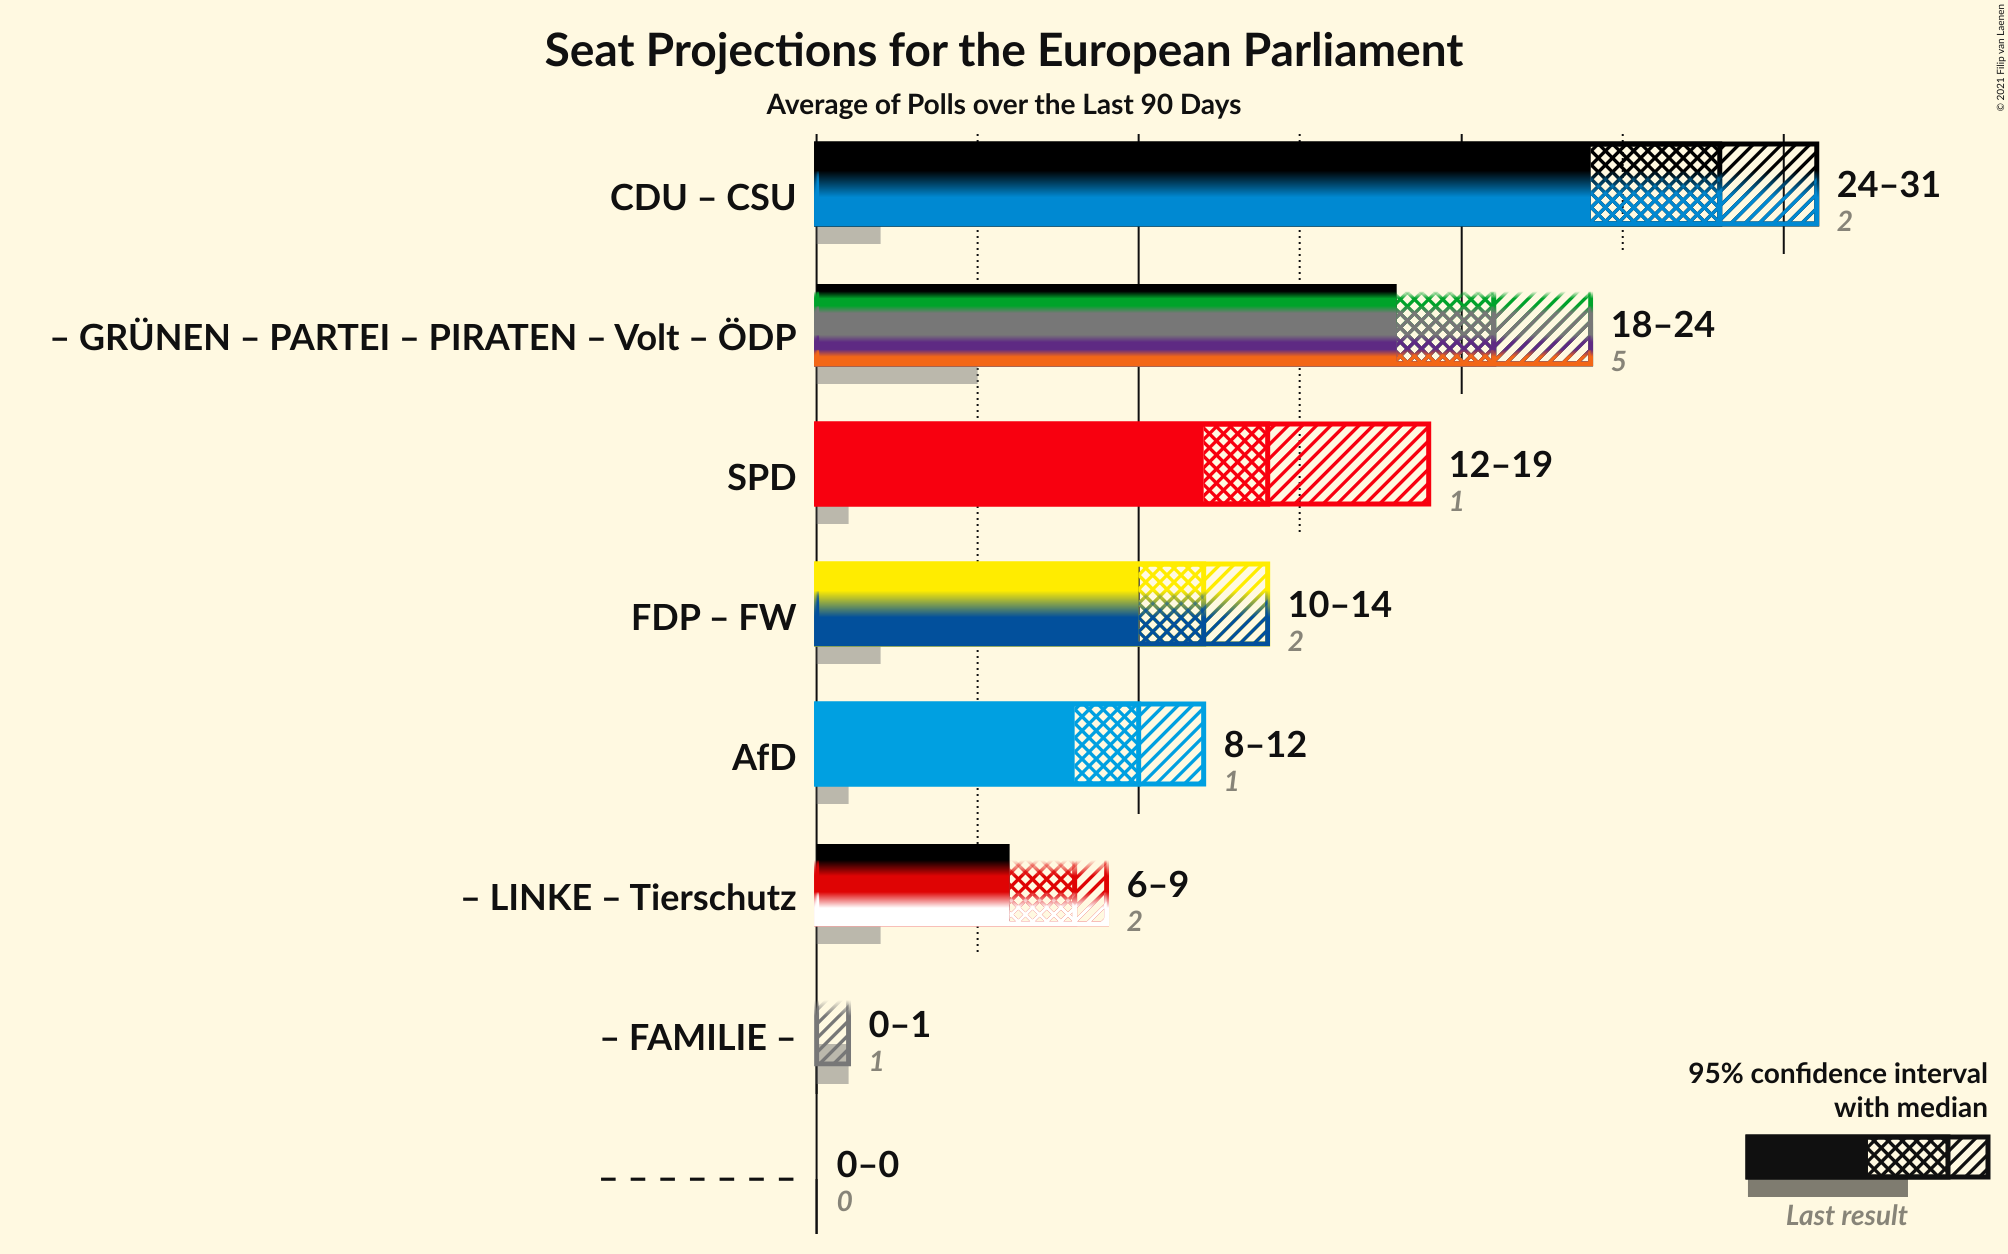 Seat Projections for the European Parliament
Average of Polls over the Last 90 Days
© 2021 Filip van Laenen
CDU – CSU
24–31
2
– GRÜNEN – PARTEI – PIRATEN – Volt – ÖDP
18–24
5
SPD
12–19
1
FDP – FW
10–14
2
AfD
8–12
1
– LINKE – Tierschutz
6–9
2
– FAMILIE –
0–1
1
– – – – – – –
0–0
0
95% confidence interval
with median
Last result